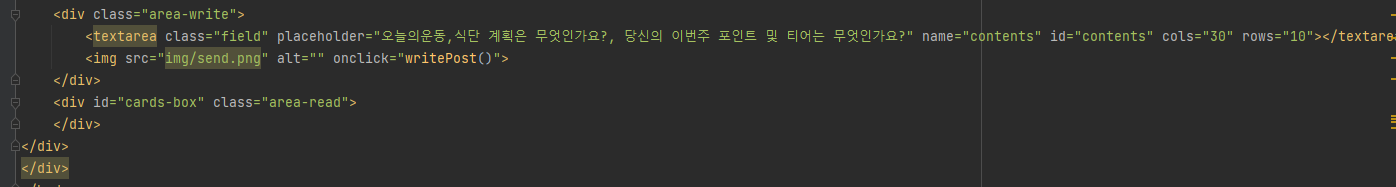 <div class="area-write">
<textarea class="field" placeholder="오늘의운동,식단 계획은 무엇인가요?, 당신의 이번주 포인트 및 티어는 무엇인가요?" name="contents" id="contents" cols="30" rows="10"></textarea
<img src="img/send.png" alt="" onclick="writePost()">
</div>
<div id="cards-box" class="area-read">
</div>
</div>
</div>